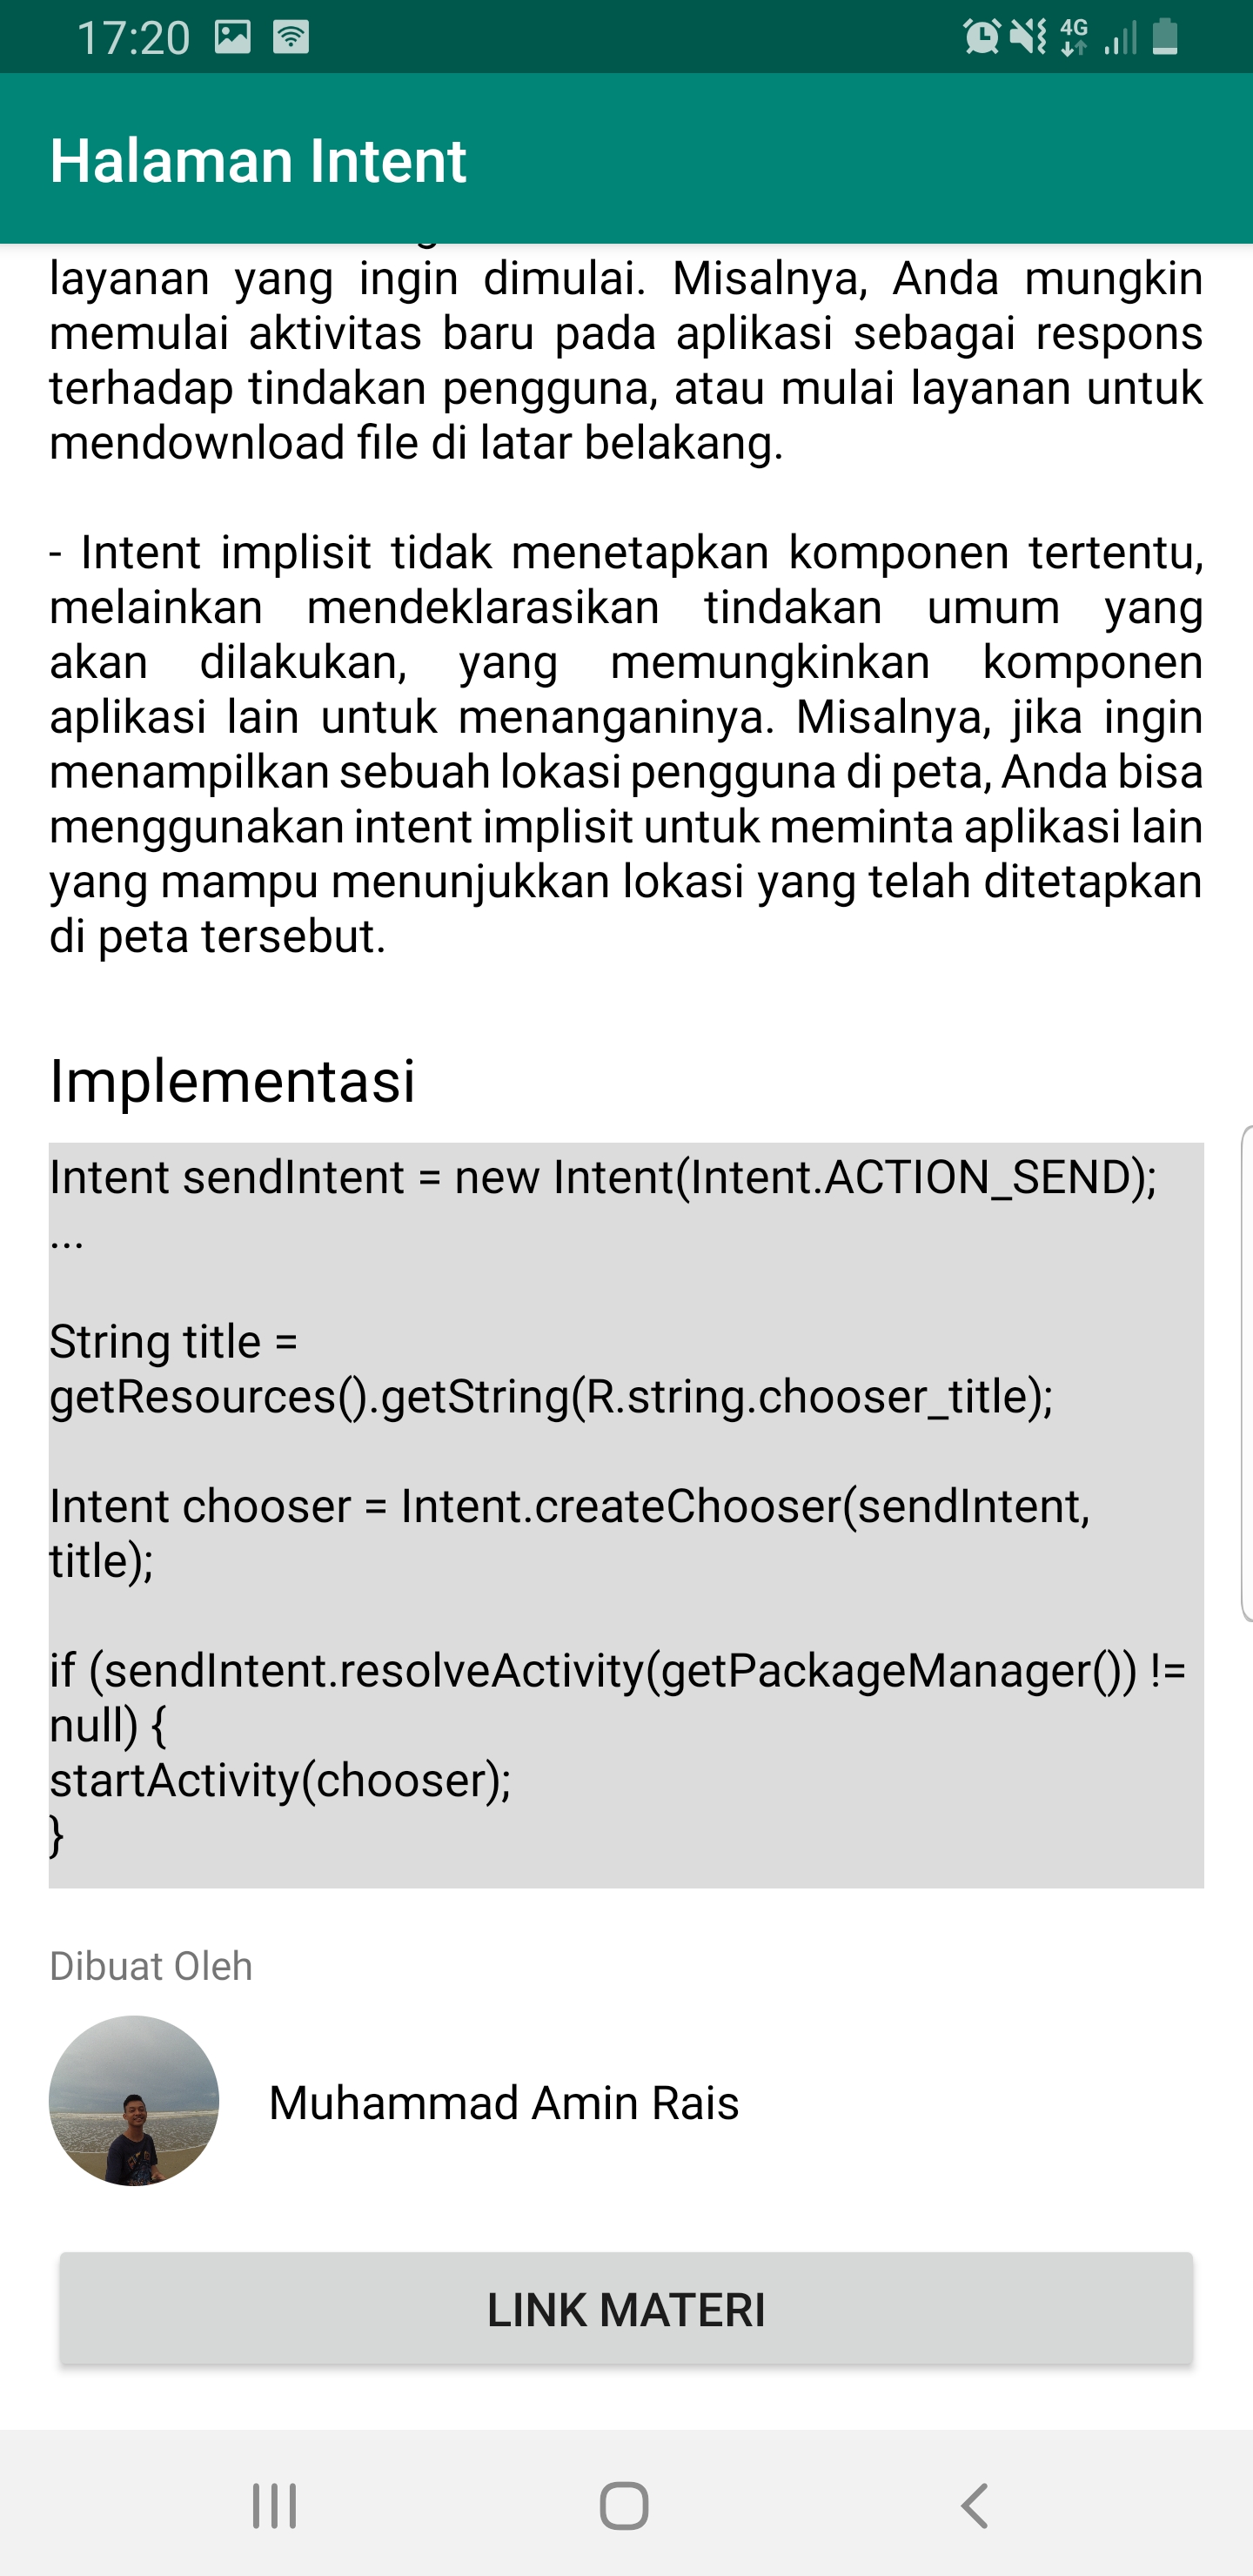 17:20
4G
Halaman Intent
layanan yang ingin dimulai. Misalnya, Anda mungkin
memulai aktivitas baru pada aplikasi sebagai respons
terhadap tindakan pengguna, atau mulai layanan untuk
mendownload file di latar belakang.
- Intent implisit tidak menetapkan komponen tertentu,
melainkan mendeklarasikan tindakan umum yang
akan dilakukan, yang memungkinkan komponen
aplikasi lain untuk menanganinya. Misalnya, jika ingin
menampilkan sebuah lokasi pengguna di peta, Anda bisa
menggunakan intent implisit untuk meminta aplikasi lain
yang mampu menunjukkan lokasi yang telah ditetapkan
di peta tersebut.
Implementasi
Intent sendIntent = new Intent(Intent.ACTION_SEND);
...
String title =
getResources().getString(R.string.chooser_title);
Intent chooser = Intent.createChooser(sendIntent,
title);
if (sendIntent.resolveActivity(getPackageManager()) !=
null) {
startActivity(chooser);
}
Dibuat Oleh
Muhammad Amin Rais
LINK MATERI